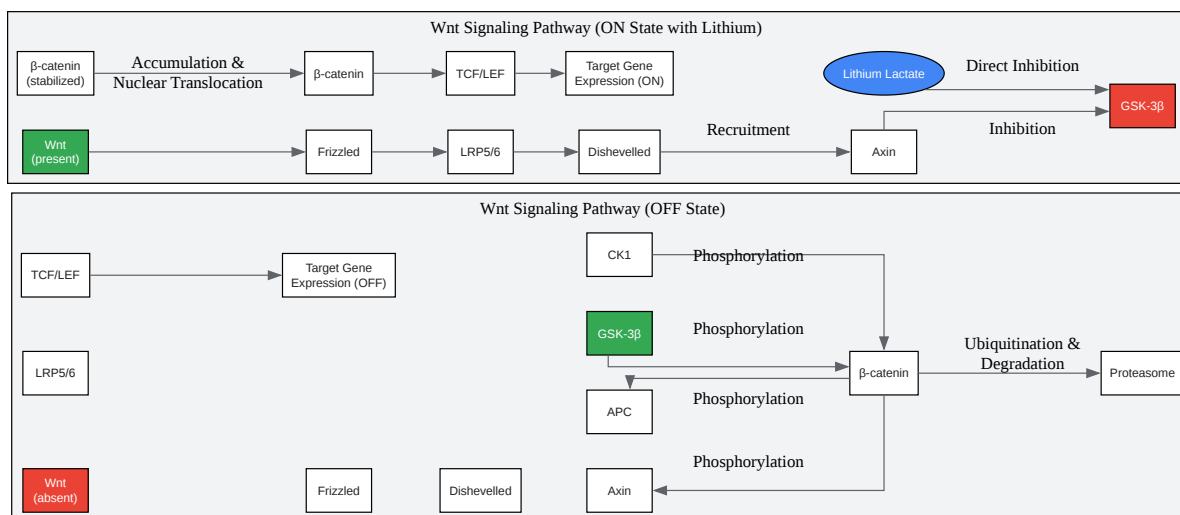 Wnt Signaling Pathway (ON State with Lithium)
β-catenin
(stabilized)
Accumulation &
Nuclear Translocation
β-catenin
TCF/LEF
Target Gene
Expression (ON)
Lithium Lactate
Direct Inhibition
GSK-3β
Wnt
(present)
Frizzled
LRP5/6
Dishevelled
Recruitment
Axin
Inhibition
Wnt Signaling Pathway (OFF State)
TCF/LEF
Target Gene
Expression (OFF)
CK1
Phosphorylation
GSK-3β
Phosphorylation
LRP5/6
β-catenin
Ubiquitination &
Degradation
Proteasome
APC
Phosphorylation
Phosphorylation
Wnt
(absent)
Frizzled
Dishevelled
Axin